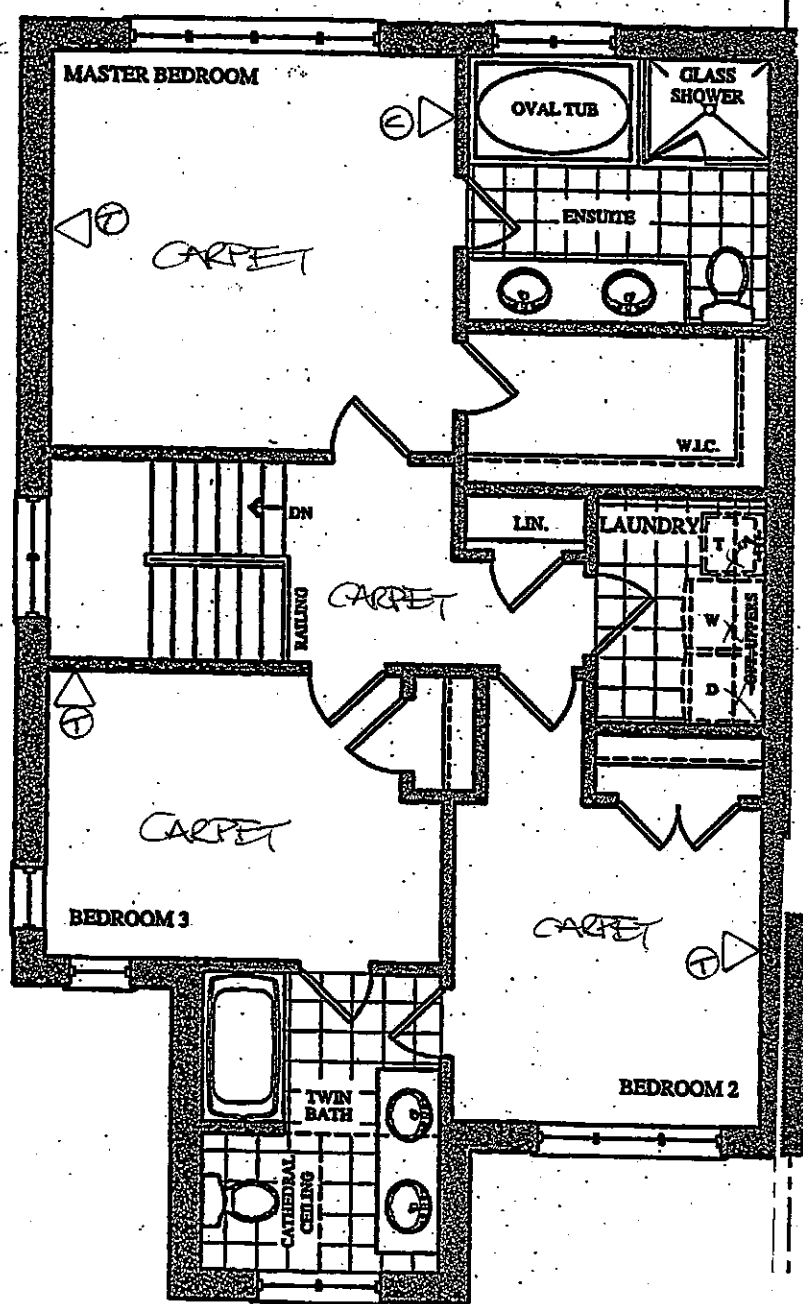 MASTER BEDROOM
GLASS
SHOWER
OVAL TUB
C
T
ENSUITE
CARPET
W.I.C.
DN
LIN.
LAUNDRY
T
RAILING
CARPET
W
D
UPPERS
T
CARPET
BEDROOM 3
CARPET
T
BEDROOM 2
TWIN
BATH
CATHEDRAL
CEILING